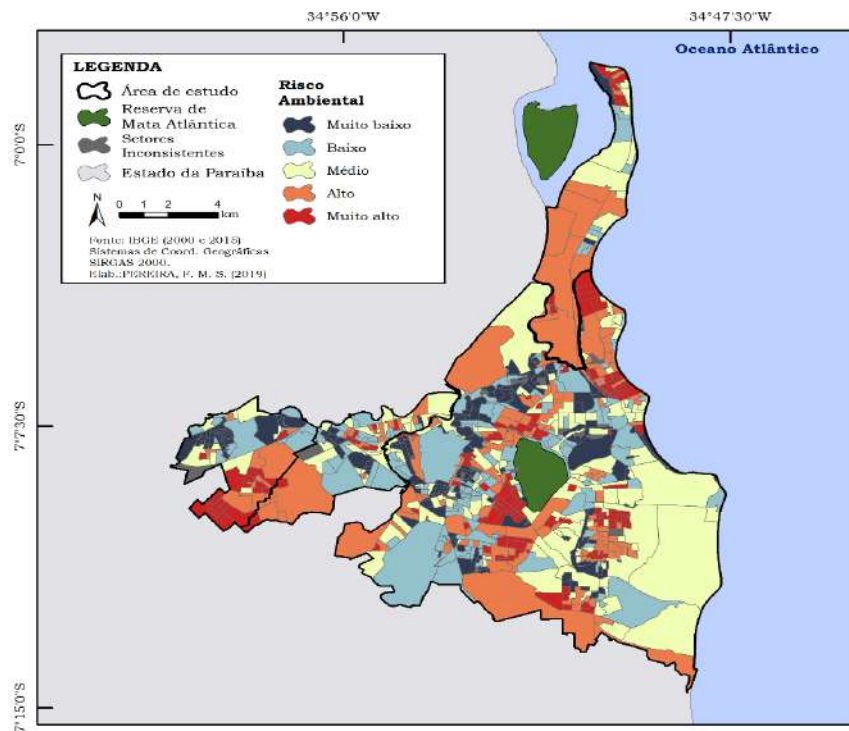 34°56'0"W
34°47'30"W
Oceano Atlântico
LEGENDA
Área de estudo
Reserva de
Mata Atlântica
Setores
Inconsistentes
Estado da Paraíba
N
0 1 2 4
km
Fonte: IBGE (2000 e 2015)
Sistemas de Coord. Geográficas
SIRGAS 2000.
Elab.:PEREIRA, F. M. S. (2019)
Risco
Ambiental
Muito baixo
Baixo
Médio
Alto
Muito alto
7°0'0"S
7°7'30"S
7°15'0"S